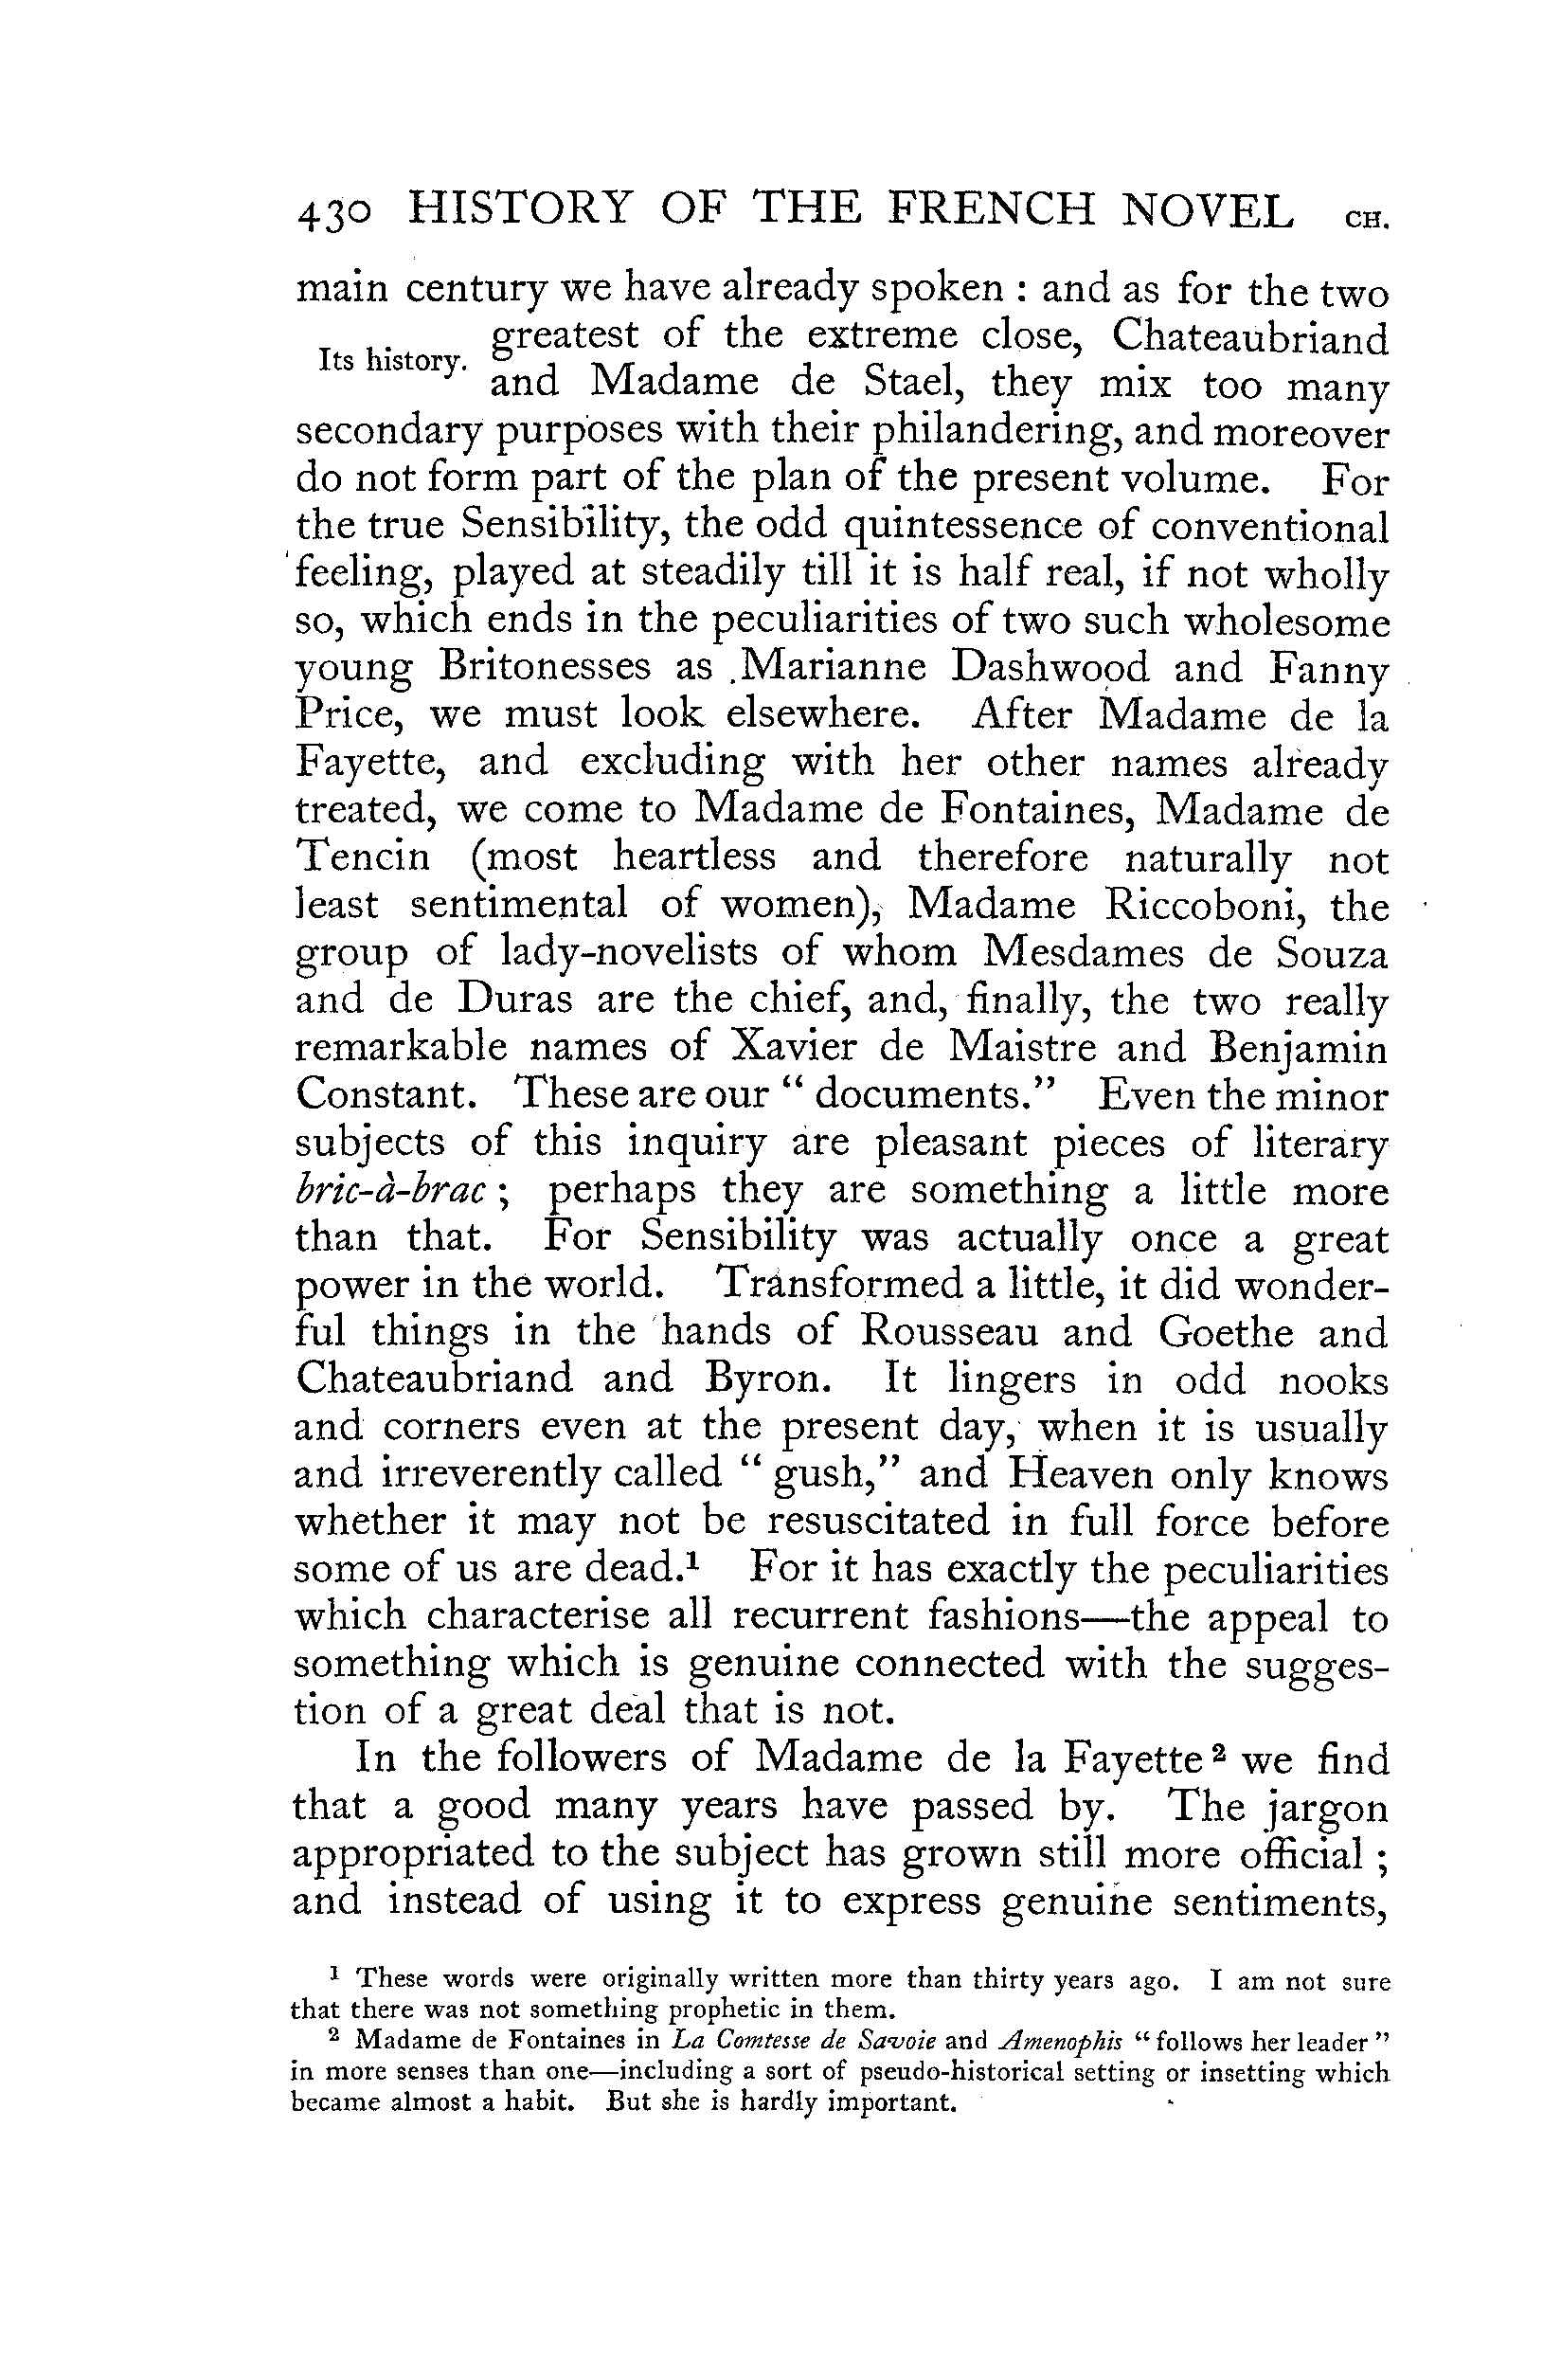 430 HISTORY OF THE FRENCH NOVEL CH.
main century we have already spoken : and as for the two
Its history.
greatest of the extreme close, Chateaubriand
and Madame de Stael, they mix too many
secondary purposes with their philandering, and moreover
do not form part of the plan of the present volume. For
the true Sensibility, the odd quintessence of conventional
feeling, played at steadily till it is half real, if not wholly
so, which ends in the peculiarities of two such wholesome
young Britonesses as Marianne Dashwood and Fanny
Price, we must look elsewhere. After Madame de la
Fayette, and excluding with her other names already
treated, we come to Madame de Fontaines, Madame de
Tencin (most heartless and therefore naturally not
least sentimental of women), Madame Riccoboni, the
group of lady-novelists of whom Mesdames de Souza
and de Duras are the chief, and, finally, the two really
remarkable names of Xavier de Maistre and Benjamin
Constant. These are our “ documents.” Even the minor
subjects of this inquiry are pleasant pieces of literary
bric-à-brac ; perhaps they are something a little more
than that. For Sensibility was actually once a great
power in the world. Transformed a little, it did wonder-
ful things in the hands of Rousseau and Goethe and
Chateaubriand and Byron. It lingers in odd nooks
and corners even at the present day, when it is usually
and irreverently called “ gush,” and Heaven only knows
whether it may not be resuscitated in full force before
some of us are dead.¹ For it has exactly the peculiarities
which characterise all recurrent fashions—the appeal to
something which is genuine connected with the sugges-
tion of a great deal that is not.
In the followers of Madame de la Fayette ² we find
that a good many years have passed by. The jargon
appropriated to the subject has grown still more official ;
and instead of using it to express genuine sentiments,
¹ These words were originally written more than thirty years ago. I am not sure
that there was not something prophetic in them.
² Madame de Fontaines in La Comtesse de Savoie and Amenophis “ follows her leader ”
in more senses than one—including a sort of pseudo-historical setting or insetting which
became almost a habit. But she is hardly important.